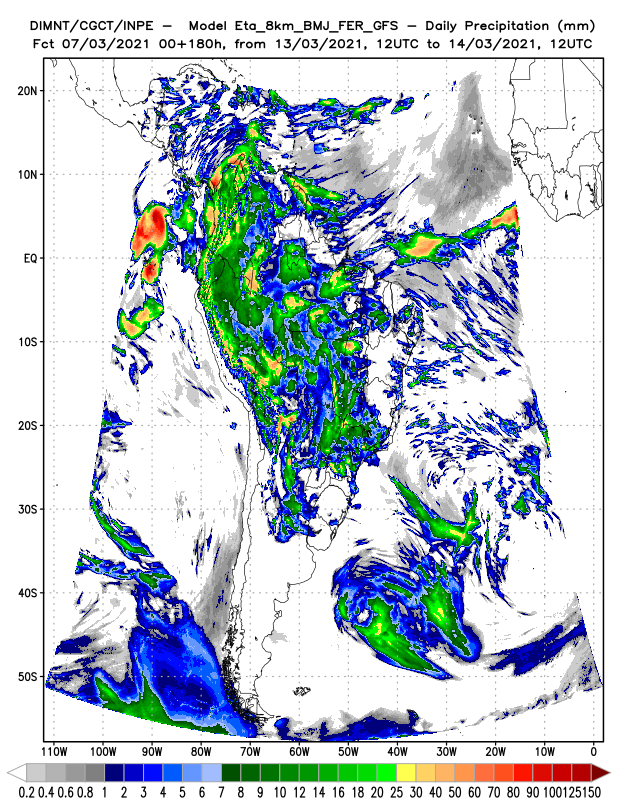 DIMNT/CGCT/INPE – Model Eta_8km_BMJ_FER_GFS – Daily Precipitation (mm)
Fct 07/03/2021 00+180h, from 13/03/2021, 12UTC to 14/03/2021, 12UTC
20N
10N
EQ
10S
20S
30S
40S
50S
110W 100W 90W 80W 70W 60W 50W 40W 30W 20W 10W 0
0.2 0.4 0.6 0.8 1 2 3 4 5 6 7 8 9 10 12 14 16 18 20 25 30 40 50 60 70 80 90 100 125 150